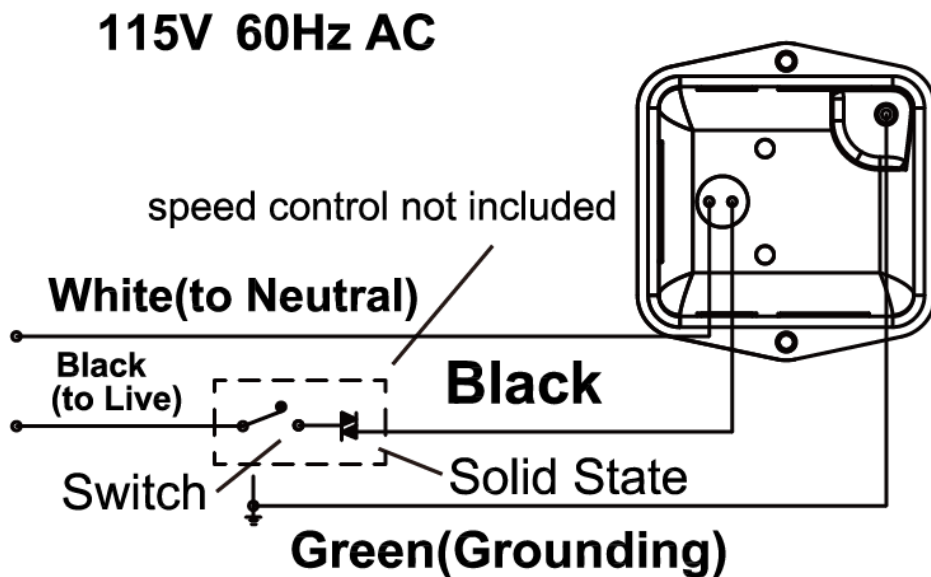 115V 60Hz AC
speed control not included
White(to Neutral)
Black
(to Live)
Black
Switch
Solid State
Green(Grounding)